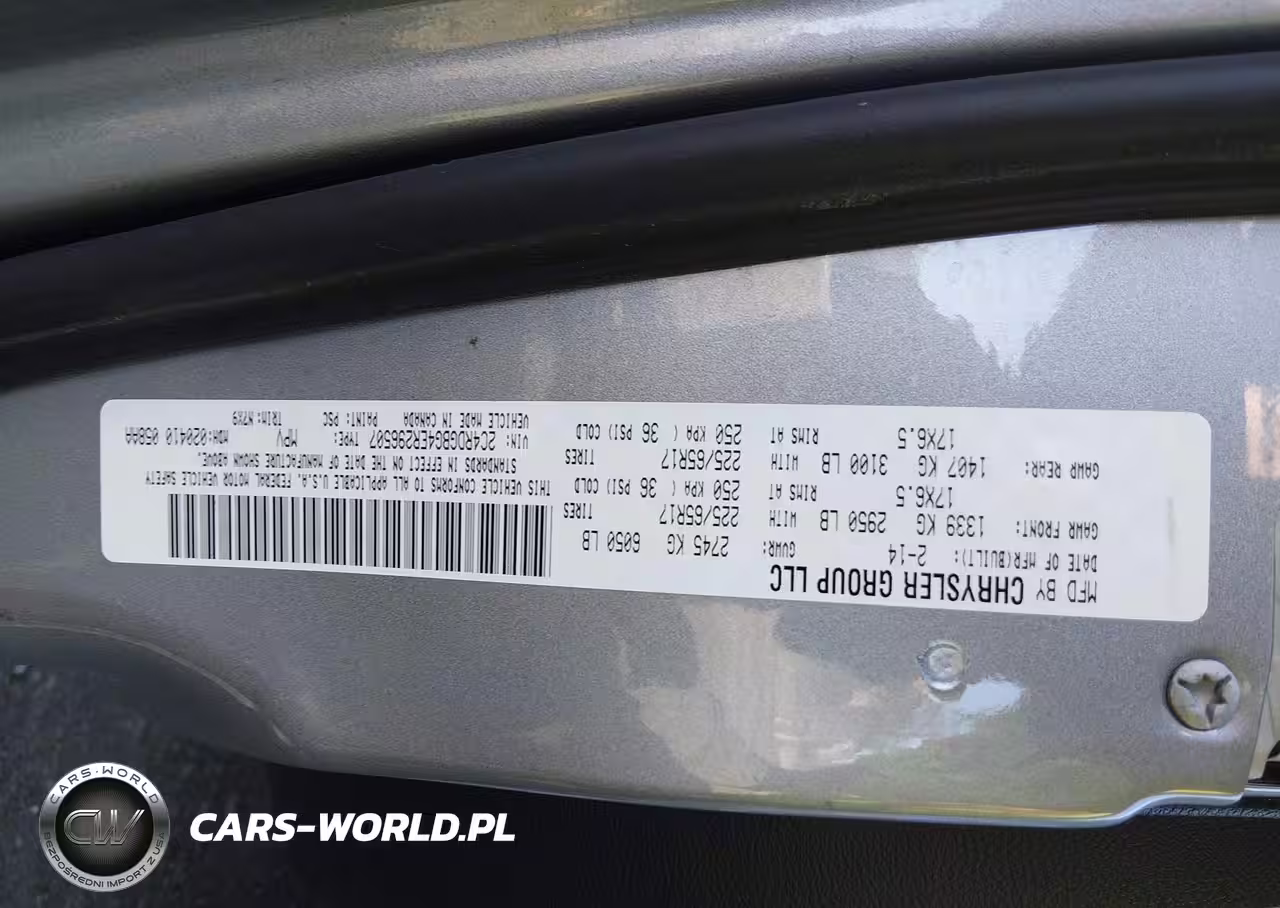 MFD BY CHRYSLER GROUP LLC
DATE OF MFR(BUILT): 2-14 GVWR: 2745 KG 6050 LB
GAWR FRONT: 1339 KG 2950 LB WITH 225/65R17 TIRES
17X6.5 RIMS AT 250 KPA ( 36 PSI) COLD
GAWR REAR: 1407 KG 3100 LB WITH 225/65R17 TIRES
17X6.5 RIMS AT 250 KPA ( 36 PSI) COLD
THIS VEHICLE CONFORMS TO ALL APPLICABLE U.S.A. FEDERAL MOTOR VEHICLE SAFETY
STANDARDS IN EFFECT ON THE DATE OF MANUFACTURE SHOWN ABOVE.
VIN: 2C4RDGBG4ER296507 TYPE: MPV MDH:020410 058AA
VEHICLE MADE IN CANADA PAINT: PSC TRIM: M7X9
CARS-WORLD
CW
BEZPOŚREDNI IMPORT Z USA
CARS-WORLD.PL